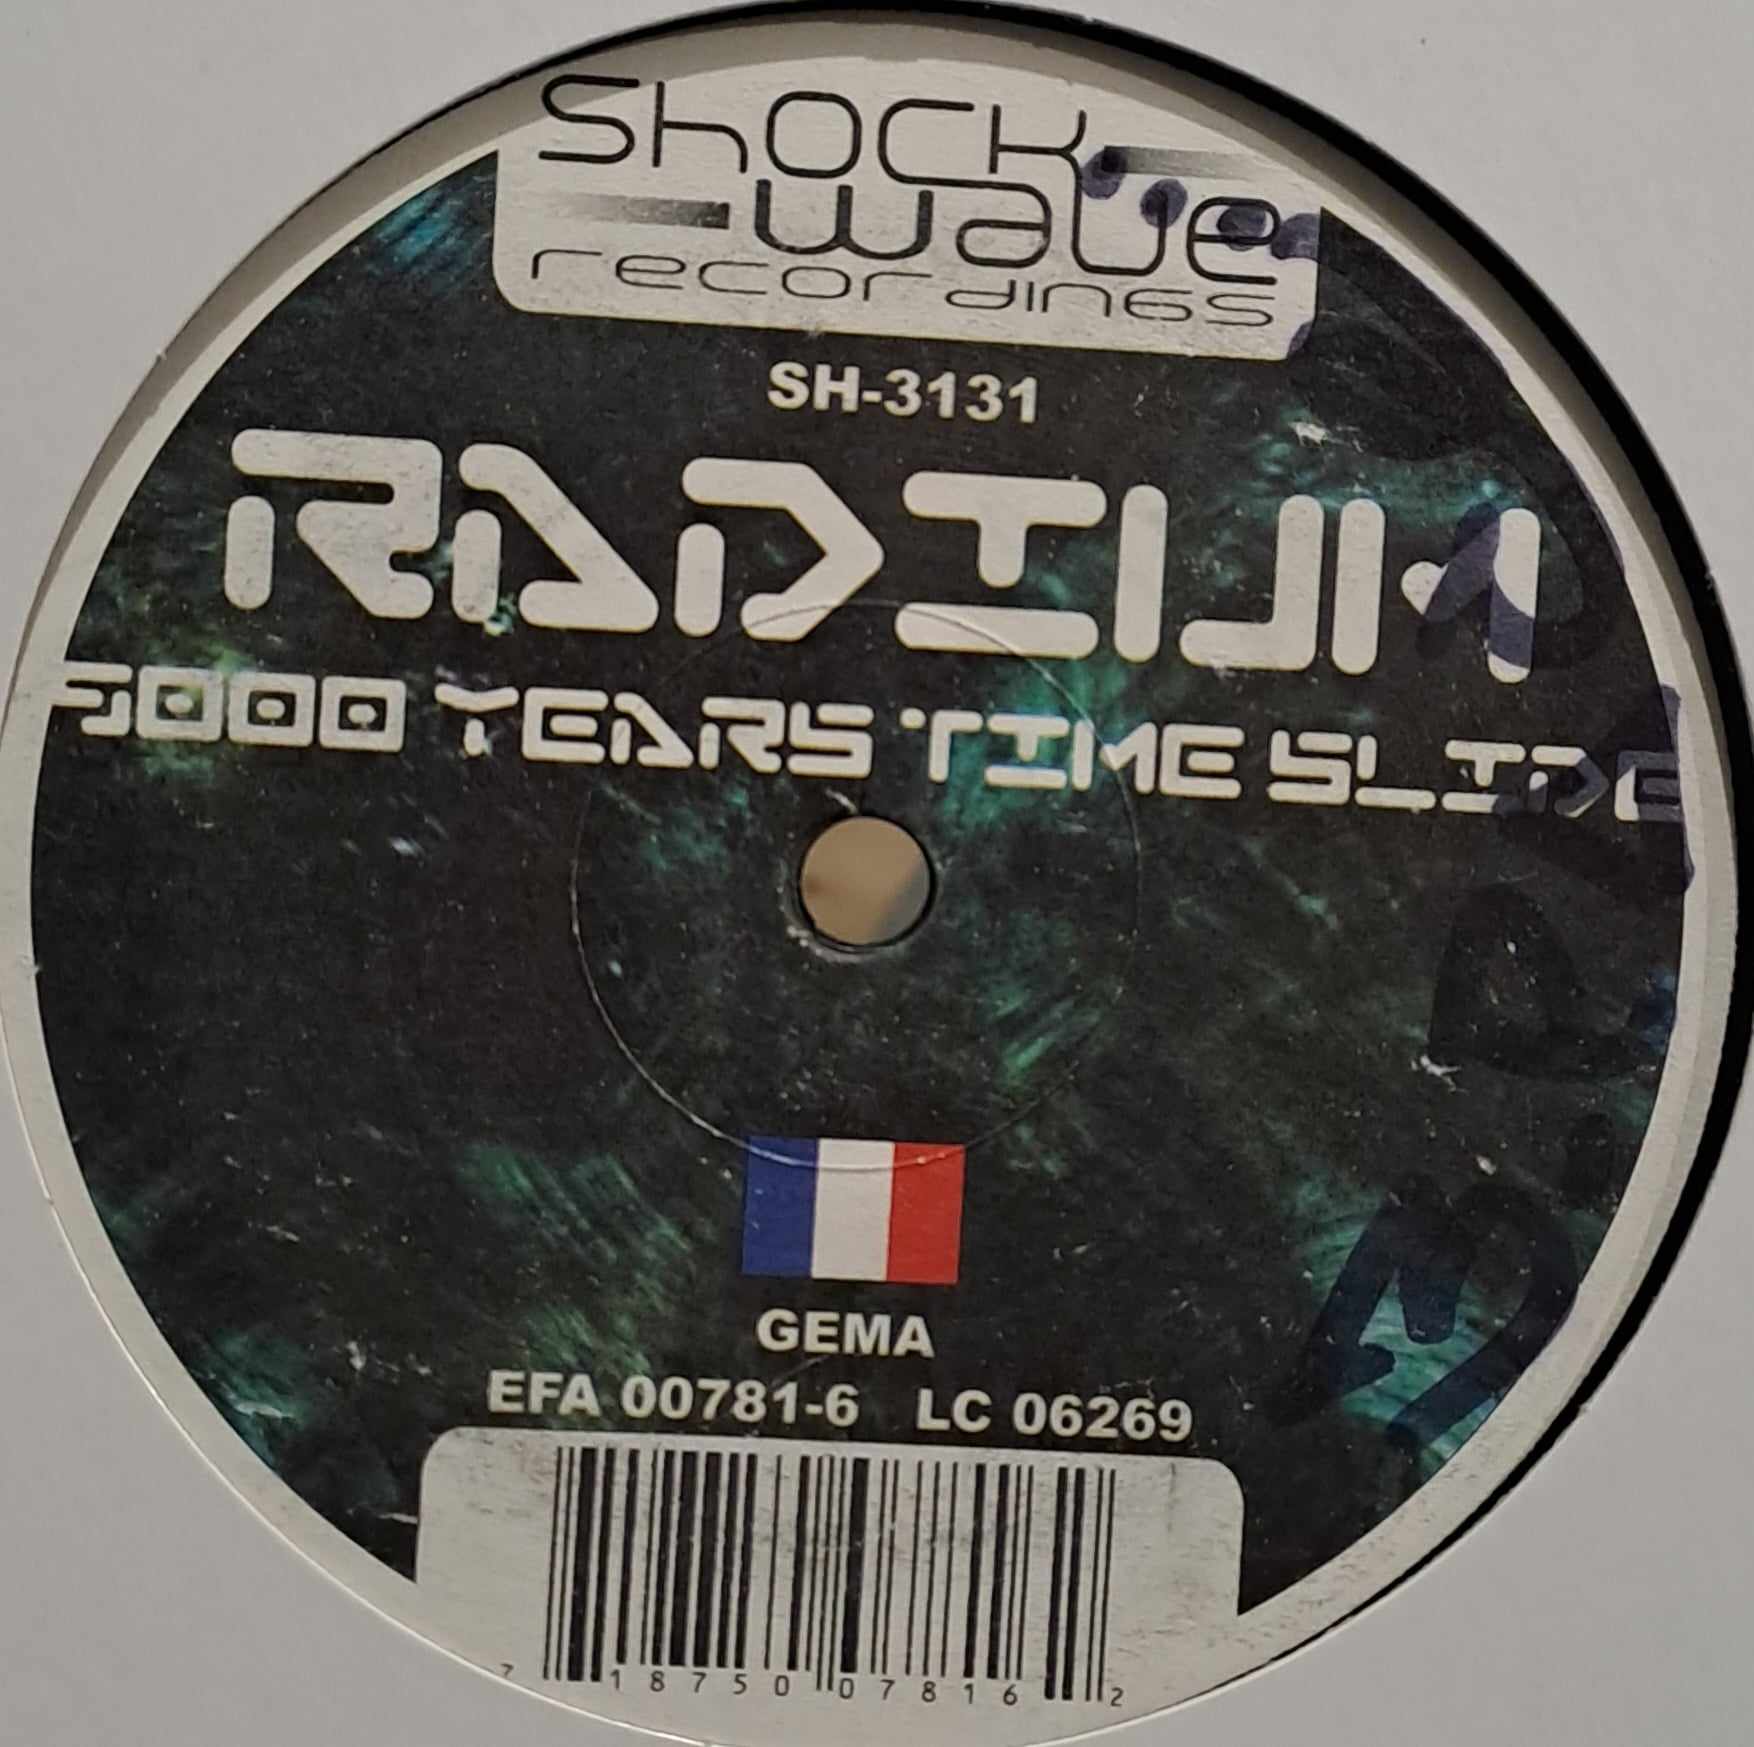 Shock
wave
recordings
SH-3131
RADIUM
5000 YEARS TIME SLIDE
GEMA
EFA 00781-6 LC 06269
7 18750 07816 2